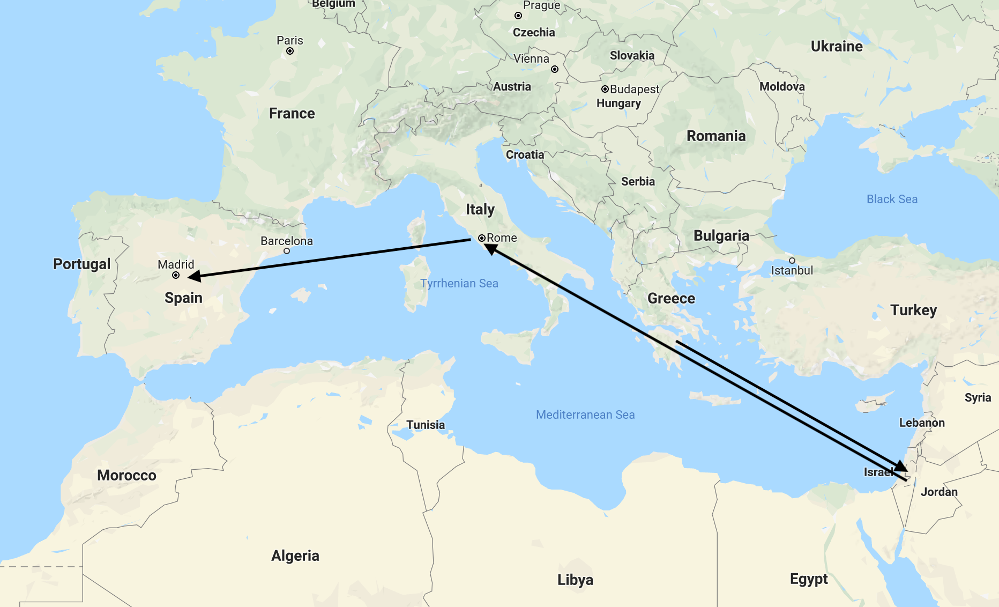 Belgium
Prague
Czechia
Paris
Ukraine
Slovakia
Vienna
Austria
Moldova
Budapest
Hungary
France
Romania
Croatia
Serbia
Black Sea
Italy
Bulgaria
Rome
Barcelona
Portugal
Madrid
Istanbul
Tyrrhenian Sea
Spain
Greece
Turkey
Syria
Mediterranean Sea
Lebanon
Tunisia
Israel
Morocco
Jordan
Algeria
Libya
Egypt